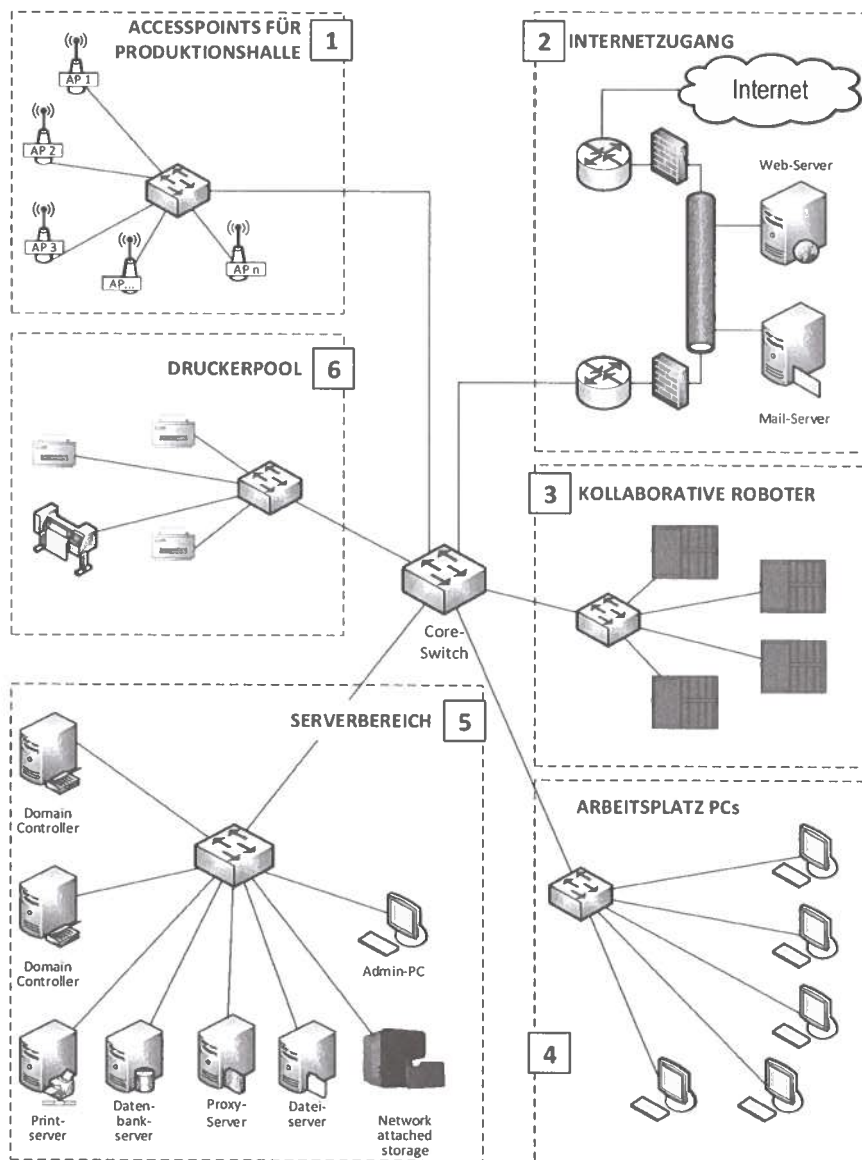 ACCESSPOINTS FÜR
PRODUKTIONSHALLE
1
AP 1
AP 2
AP 3
AP...
AP n
2
INTERNETZUGANG
Internet
Web-Server
Mail-Server
DRUCKERPOOL
6
3
KOLLABORATIVE ROBOTER
Core-
Switch
SERVERBEREICH
5
Domain
Controller
Domain
Controller
Admin-PC
Print-
server
Daten-
bank-
server
Proxy-
Server
Datei-
server
Network
attached
storage
ARBEITSPLATZ PCs
4